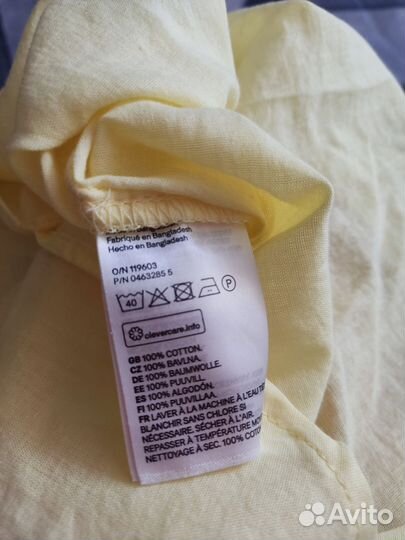 Fabriqué en Bangladesh
Hecho en Bangladesh
O/N 119603
P/N 0463285 5
40
P
clevercare.info
GB 100% COTTON.
CZ 100% BAVLNA.
DE 100% BAUMWOLLE.
EE 100% PUUVILL.
ES 100% ALGODÓN.
FI 100% PUUVILLAA.
FR LAVER À LA MACHINE À L'EAU TIÈ
BLANCHIR SANS CHLORE SI
NÉCESSAIRE. SÉCHER À L'AIR.
REPASSER À TEMPÉRATURE MO
NETTOYAGE À SEC. 100% COTO
Avito